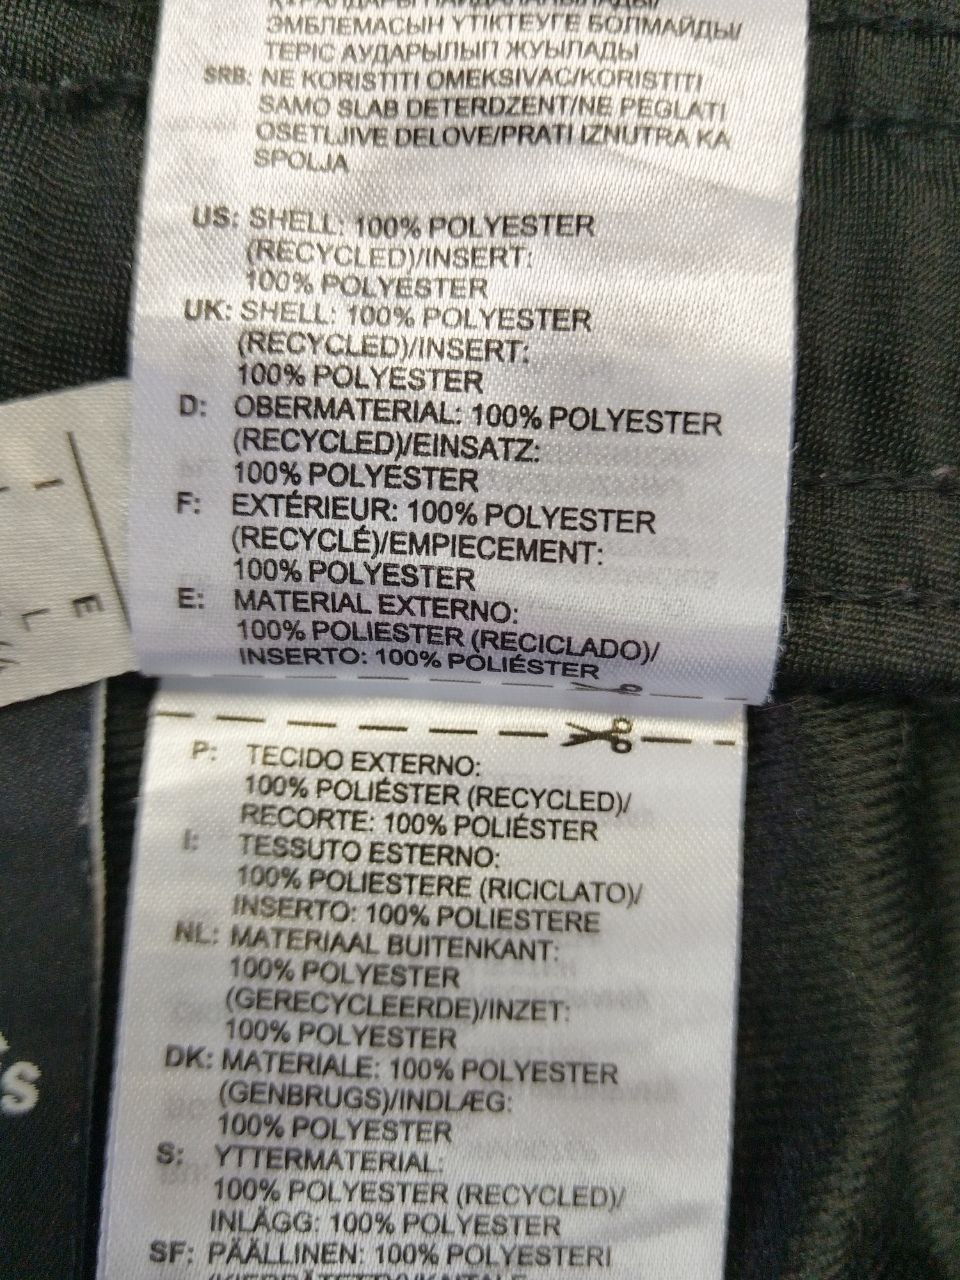 ЭМБЛЕМАСЫН ҮТІКТЕУГЕ БОЛМАЙДЫ/
ТЕРІС АУДАРЫЛЫП ЖУЫЛАДЫ
SRB: NE KORISTITI OMEKSIVAC/KORISTITI
SAMO SLAB DETERDZENT/NE PEGLATI
OSETLJIVE DELOVE/PRATI IZNUTRA KA
SPOLJA
US: SHELL: 100% POLYESTER
(RECYCLED)/INSERT:
100% POLYESTER
UK: SHELL: 100% POLYESTER
(RECYCLED)/INSERT:
100% POLYESTER
D: OBERMATERIAL: 100% POLYESTER
(RECYCLED)/EINSATZ:
100% POLYESTER
F: EXTÉRIEUR: 100% POLYESTER
(RECYCLÉ)/EMPIECEMENT:
100% POLYESTER
E: MATERIAL EXTERNO:
100% POLIESTER (RECICLADO)/
INSERTO: 100% POLIÉSTER
P: TECIDO EXTERNO:
100% POLIÉSTER (RECYCLED)/
RECORTE: 100% POLIÉSTER
I: TESSUTO ESTERNO:
100% POLIESTERE (RICICLATO)/
INSERTO: 100% POLIESTERE
NL: MATERIAAL BUITENKANT:
100% POLYESTER
(GERECYCLEERDE)/INZET:
100% POLYESTER
DK: MATERIALE: 100% POLYESTER
(GENBRUGS)/INDLÆG:
100% POLYESTER
S: YTTERMATERIAL:
100% POLYESTER (RECYCLED)/
INLÄGG: 100% POLYESTER
SF: PÄÄLLINEN: 100% POLYESTERI